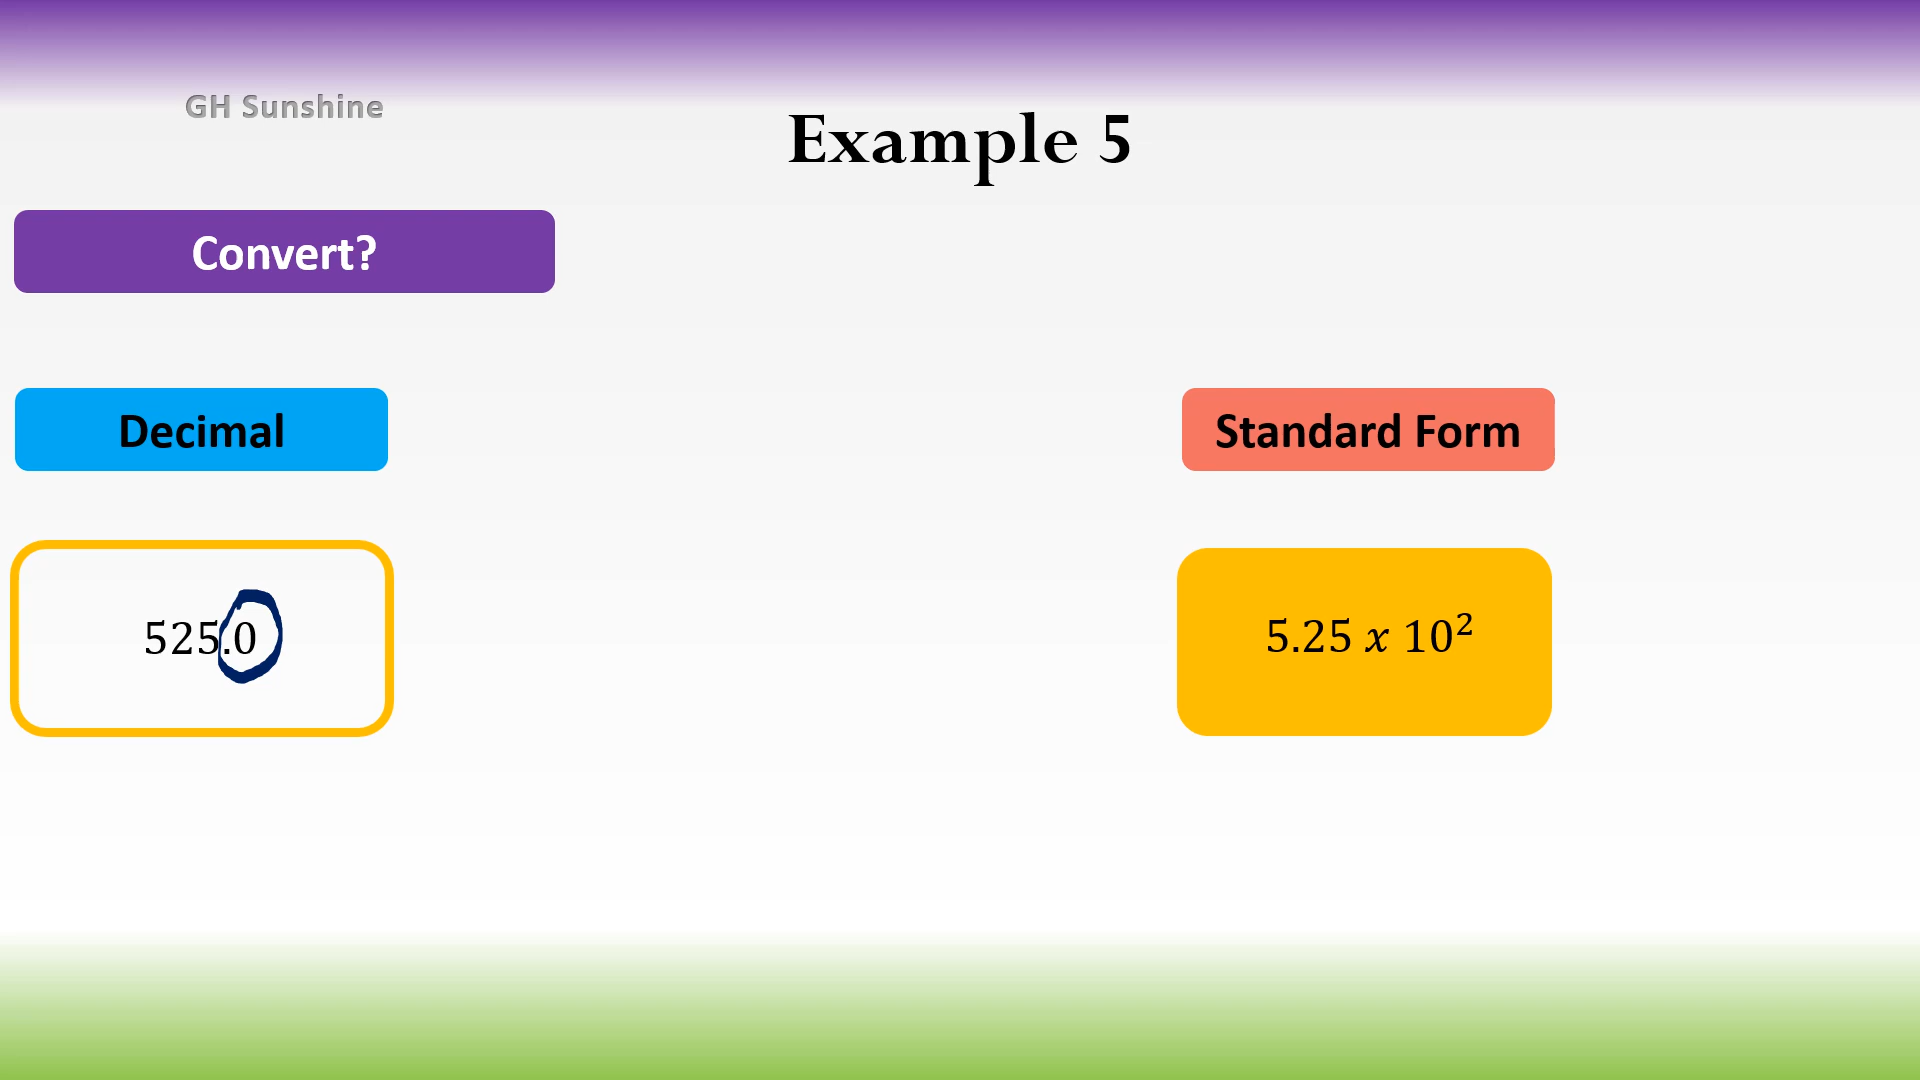 GH Sunshine
Example 5
Convert?
Decimal
Standard Form
525.0
5.25 x 10²